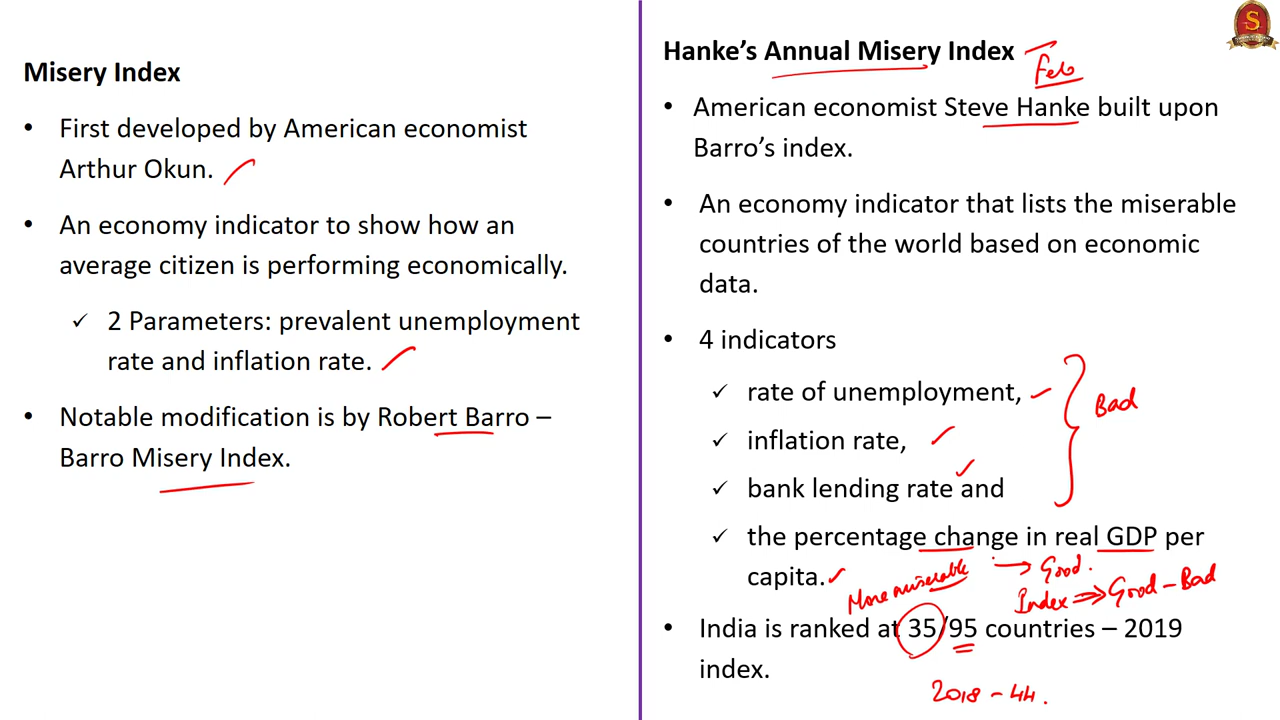 Misery Index
• First developed by American economist
Arthur Okun.
• An economy indicator to show how an
average citizen is performing economically.
✓ 2 Parameters: prevalent unemployment
rate and inflation rate.
• Notable modification is by Robert Barro –
Barro Misery Index.
Hanke's Annual Misery Index
Feb
• American economist Steve Hanke built upon
Barro's index.
• An economy indicator that lists the miserable
countries of the world based on economic
data.
• 4 indicators
✓ rate of unemployment,
Bad
✓ inflation rate,
✓ bank lending rate and
✓ the percentage change in real GDP per
capita.
More miserable
→ Good.
Index ⇒ Good – Bad
• India is ranked at 35/95 countries – 2019
index.
2018 – 44.
S